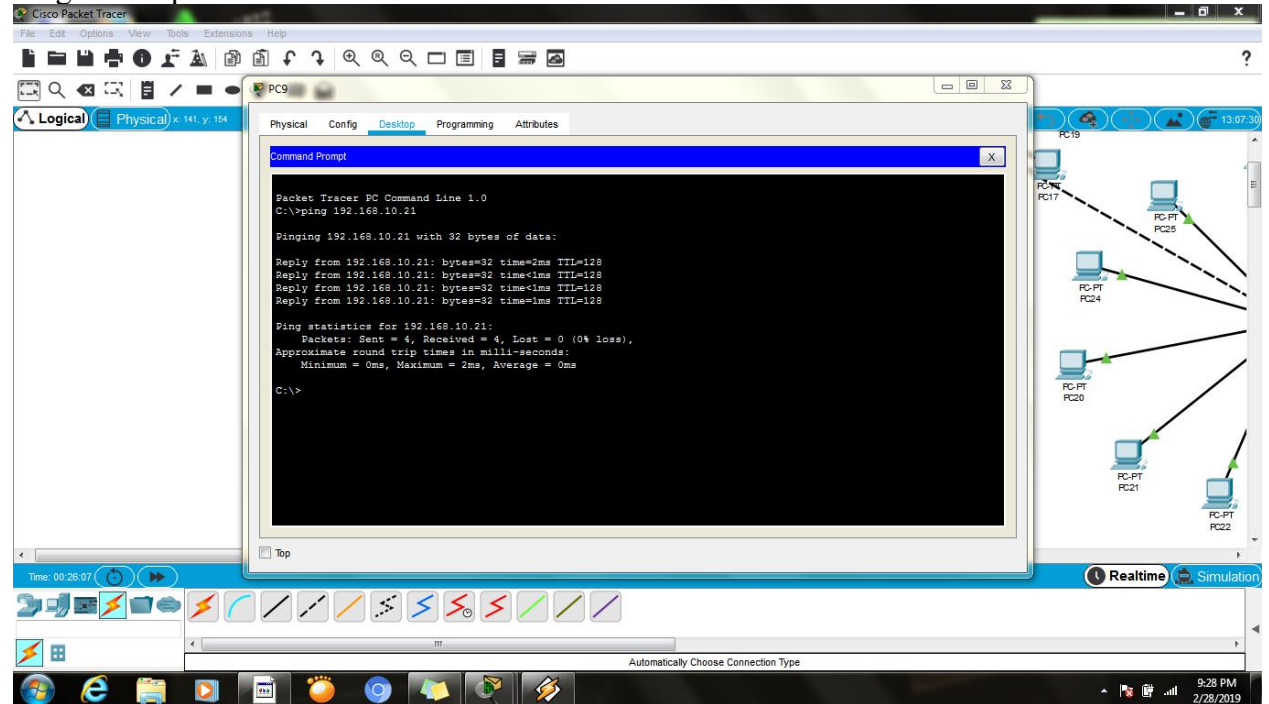 Cisco Packet Tracer
File Edit Options View Tools Extensions Help
?
Logical
Physical
x: 141, y: 154
13:07:30
PC9
Physical Config Desktop Programming Attributes
Command Prompt
X
Packet Tracer PC Command Line 1.0
C:\>ping 192.168.10.21
Pinging 192.168.10.21 with 32 bytes of data:
Reply from 192.168.10.21: bytes=32 time=2ms TTL=128
Reply from 192.168.10.21: bytes=32 time<1ms TTL=128
Reply from 192.168.10.21: bytes=32 time<1ms TTL=128
Reply from 192.168.10.21: bytes=32 time=1ms TTL=128
Ping statistics for 192.168.10.21:
Packets: Sent = 4, Received = 4, Lost = 0 (0% loss),
Approximate round trip times in milli-seconds:
Minimum = 0ms, Maximum = 2ms, Average = 0ms
C:\>
Top
PC19
PC-PT
PC17
PC-PT
PC25
PC-PT
PC24
PC-PT
PC20
PC-PT
PC21
PC-PT
PC22
Time: 00:26:07
Realtime
Simulation
Automatically Choose Connection Type
9:28 PM
2/28/2019